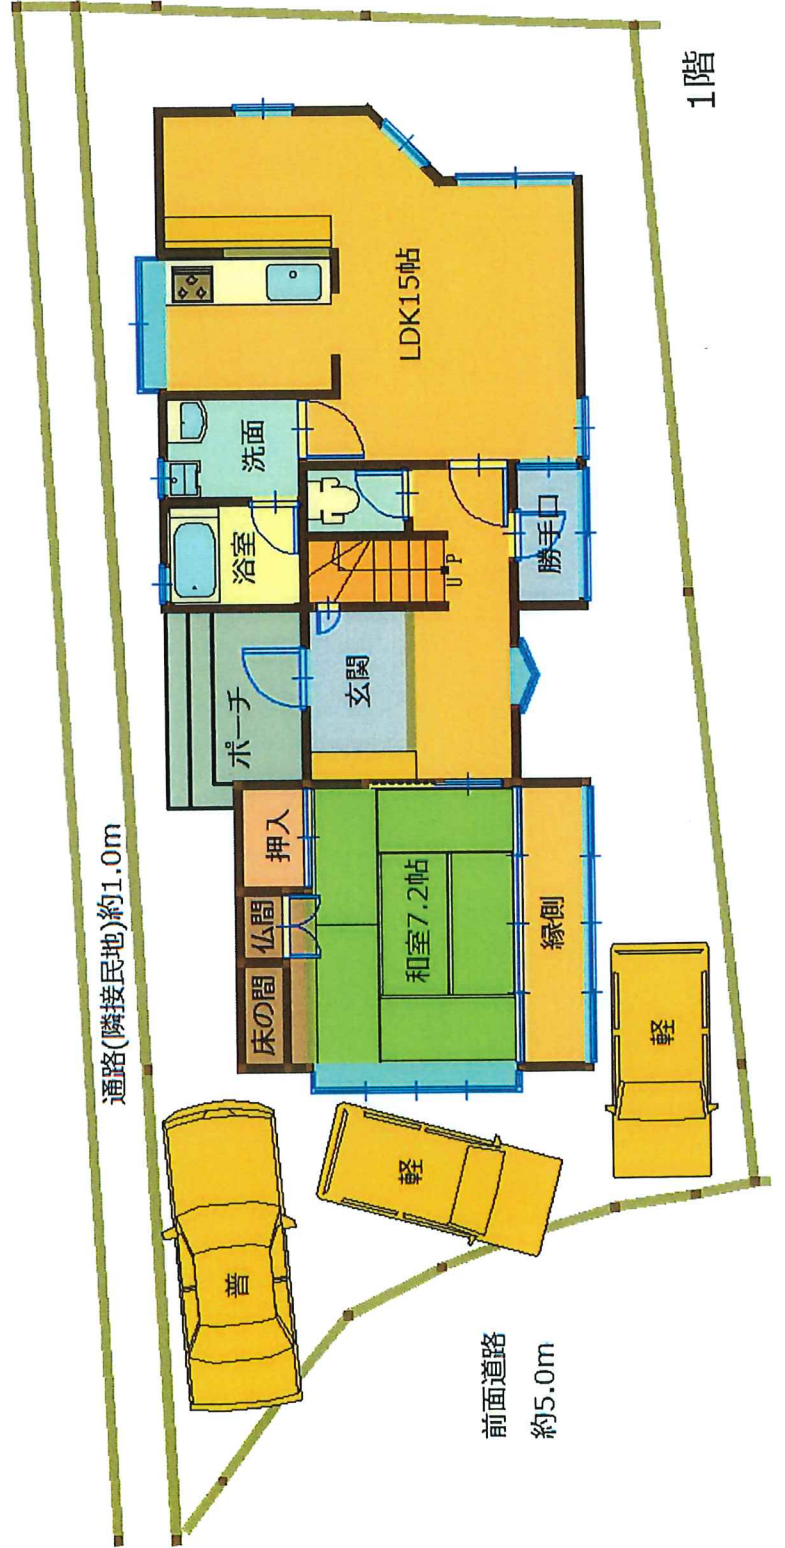 1階
通路(隣接民地)約1.0m
LDK15帖
洗面
浴室
UP
勝手口
玄関
ポーチ
押入
仏間
床の間
和室7.2帖
縁側
普
軽
軽
前面道路
約5.0m